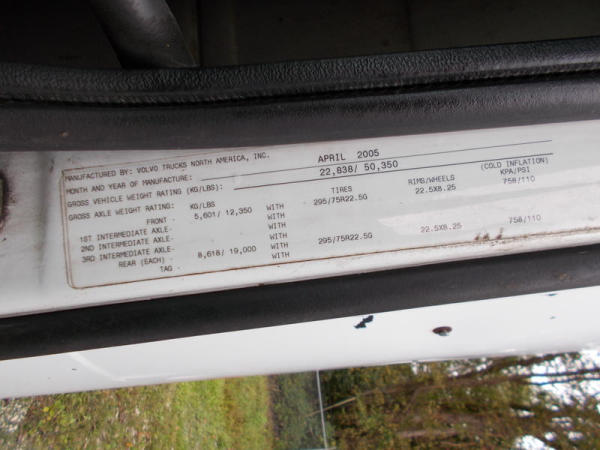 MANUFACTURED BY: VOLVO TRUCKS NORTH AMERICA, INC.
MONTH AND YEAR OF MANUFACTURE: APRIL 2005
GROSS VEHICLE WEIGHT RATING (KG/LBS): 22,838/ 50,350
GROSS AXLE WEIGHT RATING: KG/LBS: TIRES RIMS/WHEELS (COLD INFLATION) KPA/PSI
FRONT - 5,601/ 12,350 WITH 295/75R22.5G 22.5X8.25 758/110
1ST INTERMEDIATE AXLE- WITH
2ND INTERMEDIATE AXLE- WITH
3RD INTERMEDIATE AXLE- WITH
REAR (EACH) - 8,618/ 19,000 WITH 295/75R22.5G 22.5X8.25 758/110
TAG - WITH